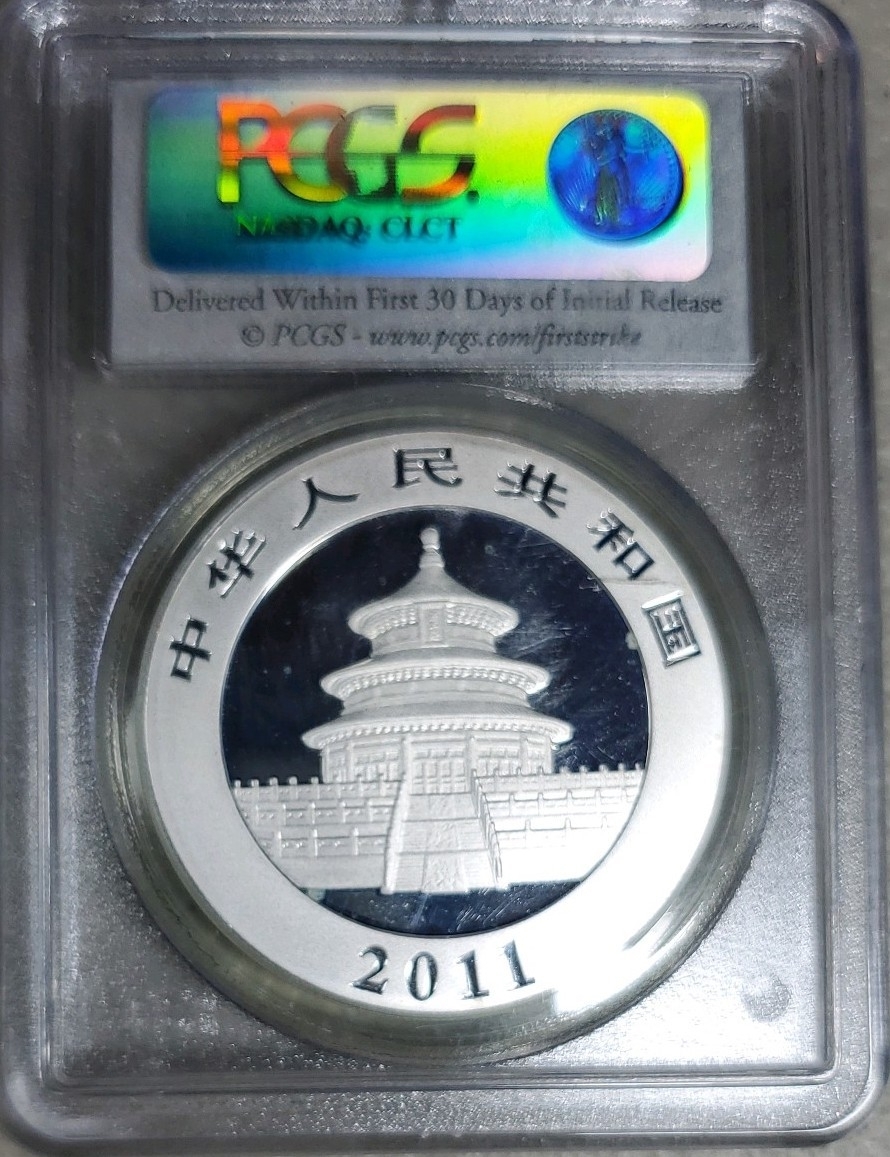 PCGS.
NASDAQ: CLCT
Delivered Within First 30 Days of Initial Release
© PCGS - www.pcgs.com/firststrike
中华人民共和国
2011